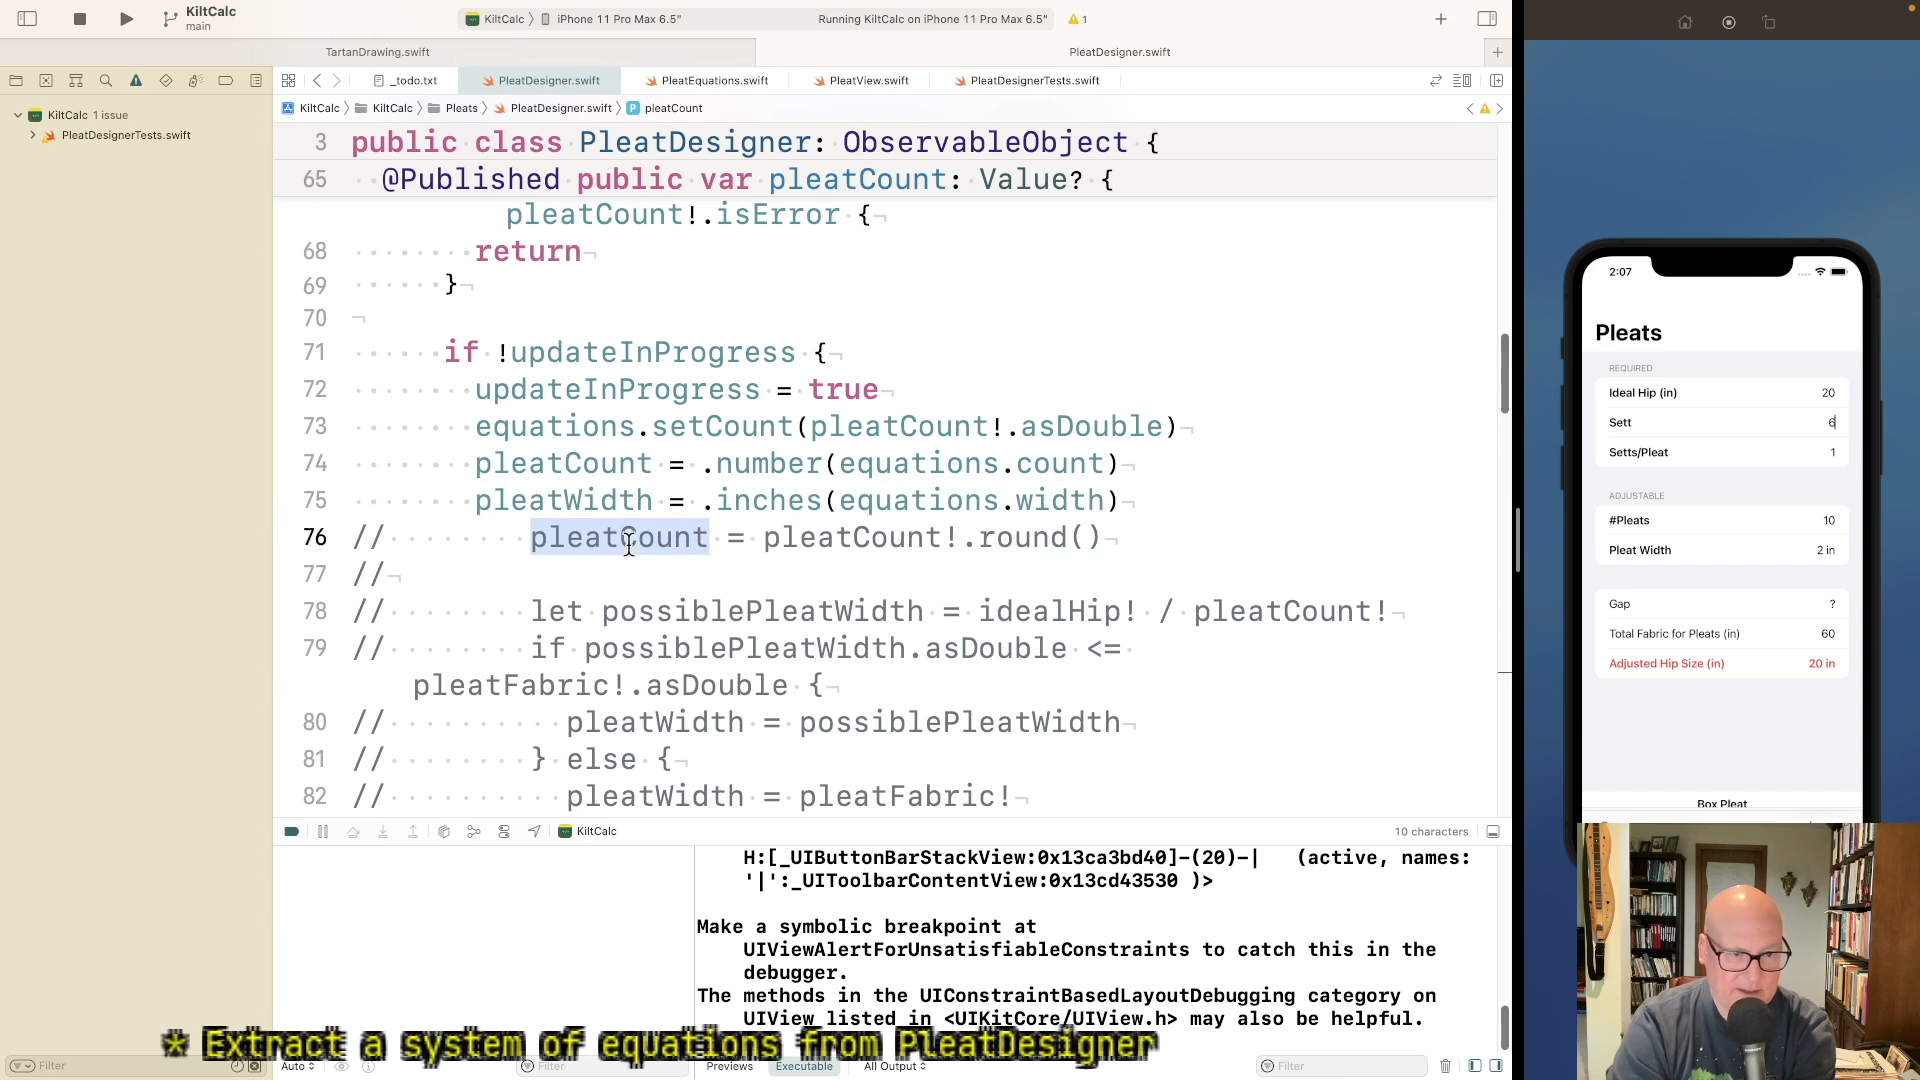 KiltCalc
main
KiltCalc
iPhone 11 Pro Max 6.5"
Running KiltCalc on iPhone 11 Pro Max 6.5"
1
TartanDrawing.swift
PleatDesigner.swift
_todo.txt
PleatDesigner.swift
PleatEquations.swift
PleatView.swift
PleatDesignerTests.swift
KiltCalc 1 issue
PleatDesignerTests.swift
KiltCalc
KiltCalc
Pleats
PleatDesigner.swift
P pleatCount
3 public class PleatDesigner: ObservableObject {
65 @Published public var pleatCount: Value? {
pleatCount!.isError {
68 return
69 }
70
71 if !updateInProgress {
72 updateInProgress = true
73 equations.setCount(pleatCount!.asDouble)
74 pleatCount = .number(equations.count)
75 pleatWidth = .inches(equations.width)
76 // pleatCount = pleatCount!.round()
77 //
78 // let possiblePleatWidth = idealHip! / pleatCount!
79 // if possiblePleatWidth.asDouble <=
pleatFabric!.asDouble {
80 // pleatWidth = possiblePleatWidth
81 // } else {
82 // pleatWidth = pleatFabric!
KiltCalc
10 characters
H:[_UIButtonBarStackView:0x13ca3bd40]-(20)-| (active, names:
'|':_UIToolbarContentView:0x13cd43530 )>
Make a symbolic breakpoint at
UIViewAlertForUnsatisfiableConstraints to catch this in the
debugger.
The methods in the UIConstraintBasedLayoutDebugging category on
UIView listed in <UIKitCore/UIView.h> may also be helpful.
* Extract a system of equations from PleatDesigner
Filter
Auto
Filter
Previews
Executable
All Output
Filter
2:07
Pleats
REQUIRED
Ideal Hip (in) 20
Sett 6
Setts/Pleat 1
ADJUSTABLE
#Pleats 10
Pleat Width 2 in
Gap ?
Total Fabric for Pleats (in) 60
Adjusted Hip Size (in) 20 in
Box Pleat